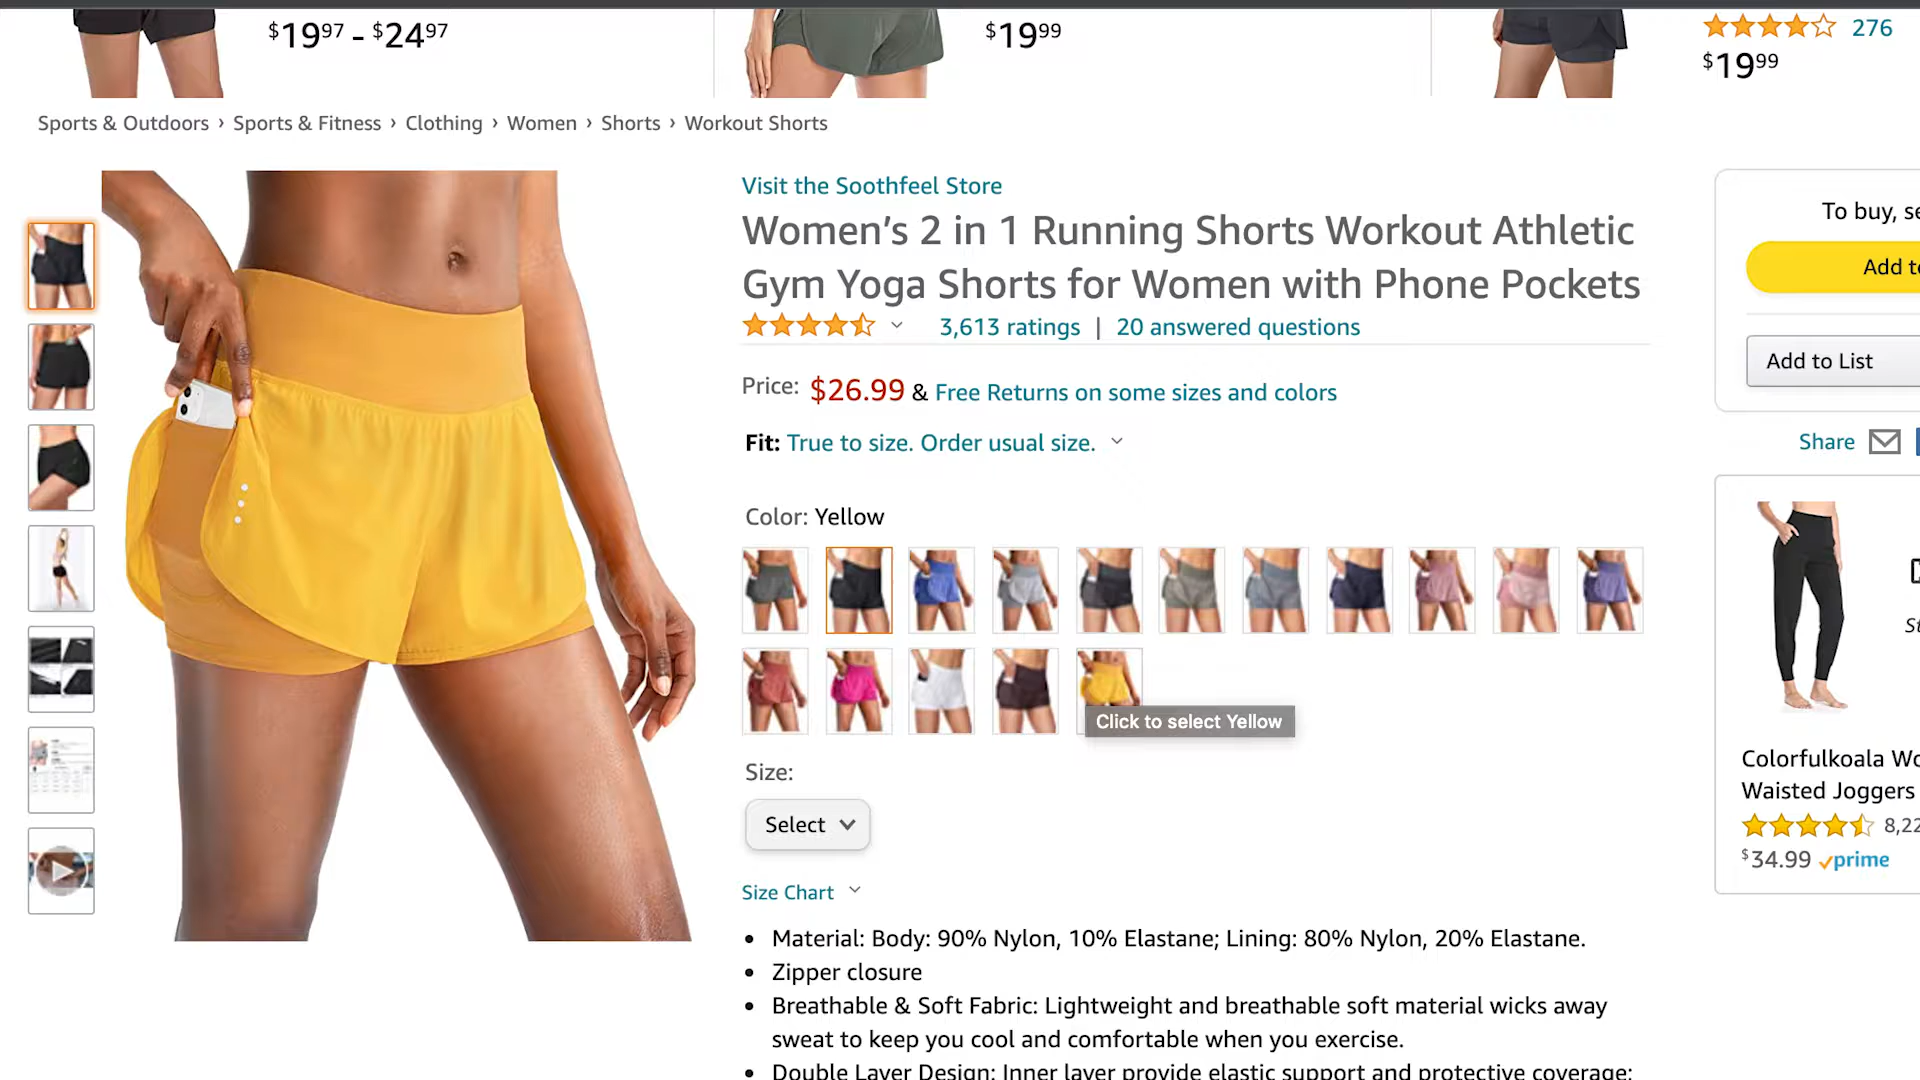 $19.97 - $24.97
$19.99
276
$19.99
Sports & Outdoors › Sports & Fitness › Clothing › Women › Shorts › Workout Shorts
Visit the Soothfeel Store
Women’s 2 in 1 Running Shorts Workout Athletic
Gym Yoga Shorts for Women with Phone Pockets
3,613 ratings | 20 answered questions
Price: $26.99 & Free Returns on some sizes and colors
Fit: True to size. Order usual size.
Color: Yellow
Click to select Yellow
Size:
Select
Size Chart
• Material: Body: 90% Nylon, 10% Elastane; Lining: 80% Nylon, 20% Elastane.
• Zipper closure
• Breathable & Soft Fabric: Lightweight and breathable soft material wicks away
sweat to keep you cool and comfortable when you exercise.
• Double Layer Design: Inner layer provide elastic support and protective coverage;
To buy, se
Add to
Add to List
Share
Colorfulkoala Wo
Waisted Joggers
8,22
$34.99 prime